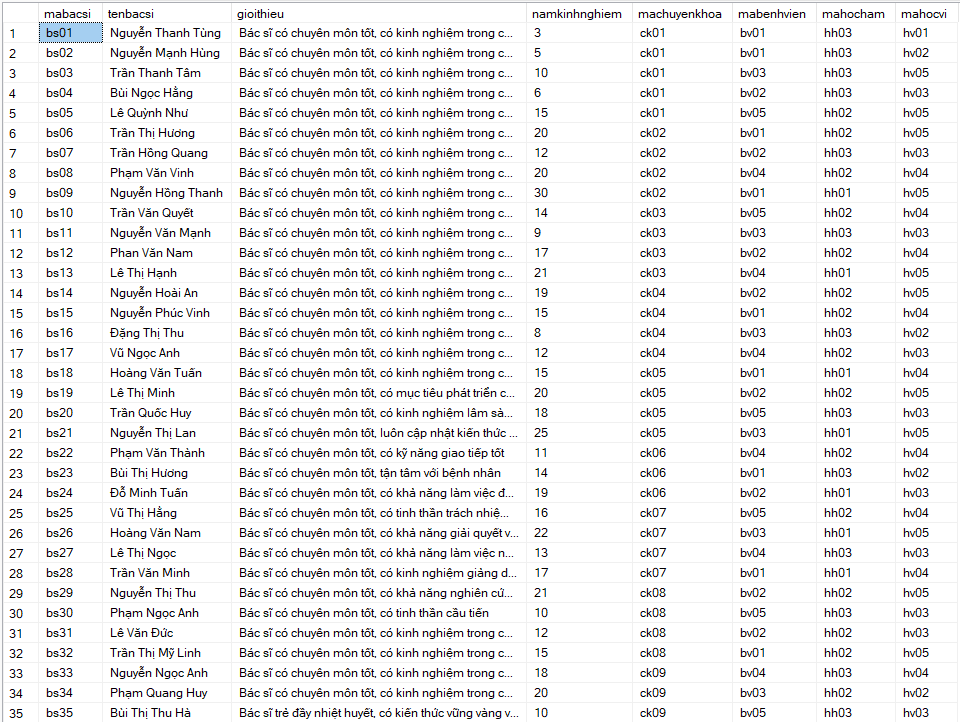 mabacsi tenbacsi gioithieu namkinhnghiem machuyenkhoa mabenhvien mahocham mahocvi
1 bs01 Nguyễn Thanh Tùng Bác sĩ có chuyên môn tốt, có kinh nghiệm trong c... 3 ck01 bv01 hh03 hv01
2 bs02 Nguyễn Mạnh Hùng Bác sĩ có chuyên môn tốt, có kinh nghiệm trong c... 5 ck01 bv01 hh03 hv02
3 bs03 Trần Thanh Tâm Bác sĩ có chuyên môn tốt, có kinh nghiệm trong c... 10 ck01 bv03 hh03 hv05
4 bs04 Bùi Ngọc Hằng Bác sĩ có chuyên môn tốt, có kinh nghiệm trong c... 6 ck01 bv02 hh03 hv03
5 bs05 Lê Quỳnh Như Bác sĩ có chuyên môn tốt, có kinh nghiệm trong c... 15 ck01 bv05 hh02 hv05
6 bs06 Trần Thị Hương Bác sĩ có chuyên môn tốt, có kinh nghiệm trong c... 20 ck02 bv01 hh02 hv05
7 bs07 Trần Hồng Quang Bác sĩ có chuyên môn tốt, có kinh nghiệm trong c... 12 ck02 bv02 hh03 hv03
8 bs08 Phạm Văn Vinh Bác sĩ có chuyên môn tốt, có kinh nghiệm trong c... 20 ck02 bv04 hh02 hv04
9 bs09 Nguyễn Hồng Thanh Bác sĩ có chuyên môn tốt, có kinh nghiệm trong c... 30 ck02 bv01 hh01 hv05
10 bs10 Trần Văn Quyết Bác sĩ có chuyên môn tốt, có kinh nghiệm trong c... 14 ck03 bv05 hh02 hv04
11 bs11 Nguyễn Văn Mạnh Bác sĩ có chuyên môn tốt, có kinh nghiệm trong c... 9 ck03 bv03 hh03 hv03
12 bs12 Phan Văn Nam Bác sĩ có chuyên môn tốt, có kinh nghiệm trong c... 17 ck03 bv03 hh02 hv04
13 bs13 Lê Thị Hạnh Bác sĩ có chuyên môn tốt, có kinh nghiệm trong c... 21 ck03 bv04 hh01 hv05
14 bs14 Nguyễn Hoài An Bác sĩ có chuyên môn tốt, có kinh nghiệm trong c... 19 ck04 bv02 hh02 hv05
15 bs15 Nguyễn Phúc Vinh Bác sĩ có chuyên môn tốt, có kinh nghiệm trong c... 15 ck04 bv01 hh02 hv04
16 bs16 Đặng Thị Thu Bác sĩ có chuyên môn tốt, có kinh nghiệm trong c... 8 ck04 bv03 hh03 hv02
17 bs17 Vũ Ngọc Anh Bác sĩ có chuyên môn tốt, có kinh nghiệm trong c... 12 ck04 bv04 hh02 hv03
18 bs18 Hoàng Văn Tuấn Bác sĩ có chuyên môn tốt, có kinh nghiệm trong c... 15 ck05 bv01 hh01 hv04
19 bs19 Lê Thị Minh Bác sĩ có chuyên môn tốt, có mục tiêu phát triển c... 20 ck05 bv02 hh02 hv05
20 bs20 Trần Quốc Huy Bác sĩ có chuyên môn tốt, có kinh nghiệm lâm sà... 18 ck05 bv05 hh03 hv03
21 bs21 Nguyễn Thị Lan Bác sĩ có chuyên môn tốt, luôn cập nhật kiến thức ... 25 ck05 bv03 hh01 hv05
22 bs22 Phạm Văn Thành Bác sĩ có chuyên môn tốt, có kỹ năng giao tiếp tốt 11 ck06 bv04 hh02 hv04
23 bs23 Bùi Thị Hương Bác sĩ có chuyên môn tốt, tận tâm với bệnh nhân 14 ck06 bv01 hh03 hv02
24 bs24 Đỗ Minh Tuấn Bác sĩ có chuyên môn tốt, có khả năng làm việc đ... 19 ck06 bv02 hh01 hv03
25 bs25 Vũ Thị Hằng Bác sĩ có chuyên môn tốt, có tinh thần trách nhiệ... 16 ck07 bv05 hh02 hv04
26 bs26 Hoàng Văn Nam Bác sĩ có chuyên môn tốt, có khả năng giải quyết v... 22 ck07 bv03 hh01 hv05
27 bs27 Lê Thị Ngọc Bác sĩ có chuyên môn tốt, có khả năng làm việc n... 13 ck07 bv04 hh03 hv03
28 bs28 Trần Văn Minh Bác sĩ có chuyên môn tốt, có kinh nghiệm giảng d... 17 ck07 bv01 hh01 hv04
29 bs29 Nguyễn Thị Thu Bác sĩ có chuyên môn tốt, có khả năng nghiên cứ... 21 ck08 bv02 hh02 hv05
30 bs30 Phạm Ngọc Anh Bác sĩ có chuyên môn tốt, có tinh thần cầu tiến 10 ck08 bv05 hh03 hv03
31 bs31 Lê Văn Đức Bác sĩ có chuyên môn tốt, có kinh nghiệm trong c... 12 ck08 bv02 hh02 hv03
32 bs32 Trần Thị Mỹ Linh Bác sĩ có chuyên môn tốt, có kinh nghiệm trong c... 15 ck08 bv01 hh02 hv05
33 bs33 Nguyễn Ngọc Anh Bác sĩ có chuyên môn tốt, có kinh nghiệm trong c... 18 ck09 bv04 hh03 hv04
34 bs34 Phạm Quang Huy Bác sĩ có chuyên môn tốt, có kinh nghiệm trong c... 20 ck09 bv03 hh02 hv02
35 bs35 Bùi Thị Thu Hà Bác sĩ trẻ đầy nhiệt huyết, có kiến thức vững vàng v... 10 ck09 bv05 hh03 hv03